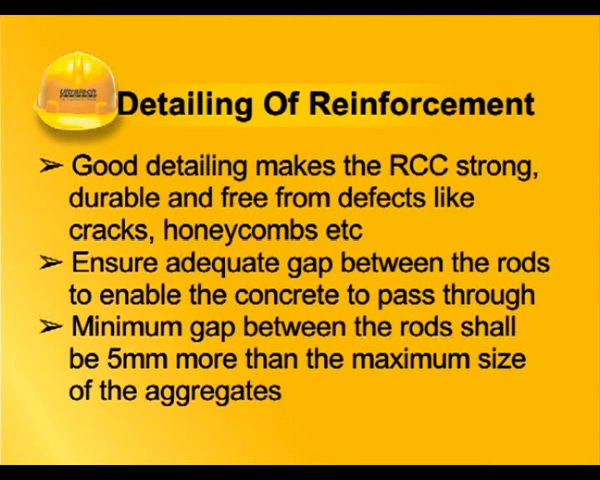 UltraTech
Detailing Of Reinforcement
➢ Good detailing makes the RCC strong,
durable and free from defects like
cracks, honeycombs etc
➢ Ensure adequate gap between the rods
to enable the concrete to pass through
➢ Minimum gap between the rods shall
be 5mm more than the maximum size
of the aggregates